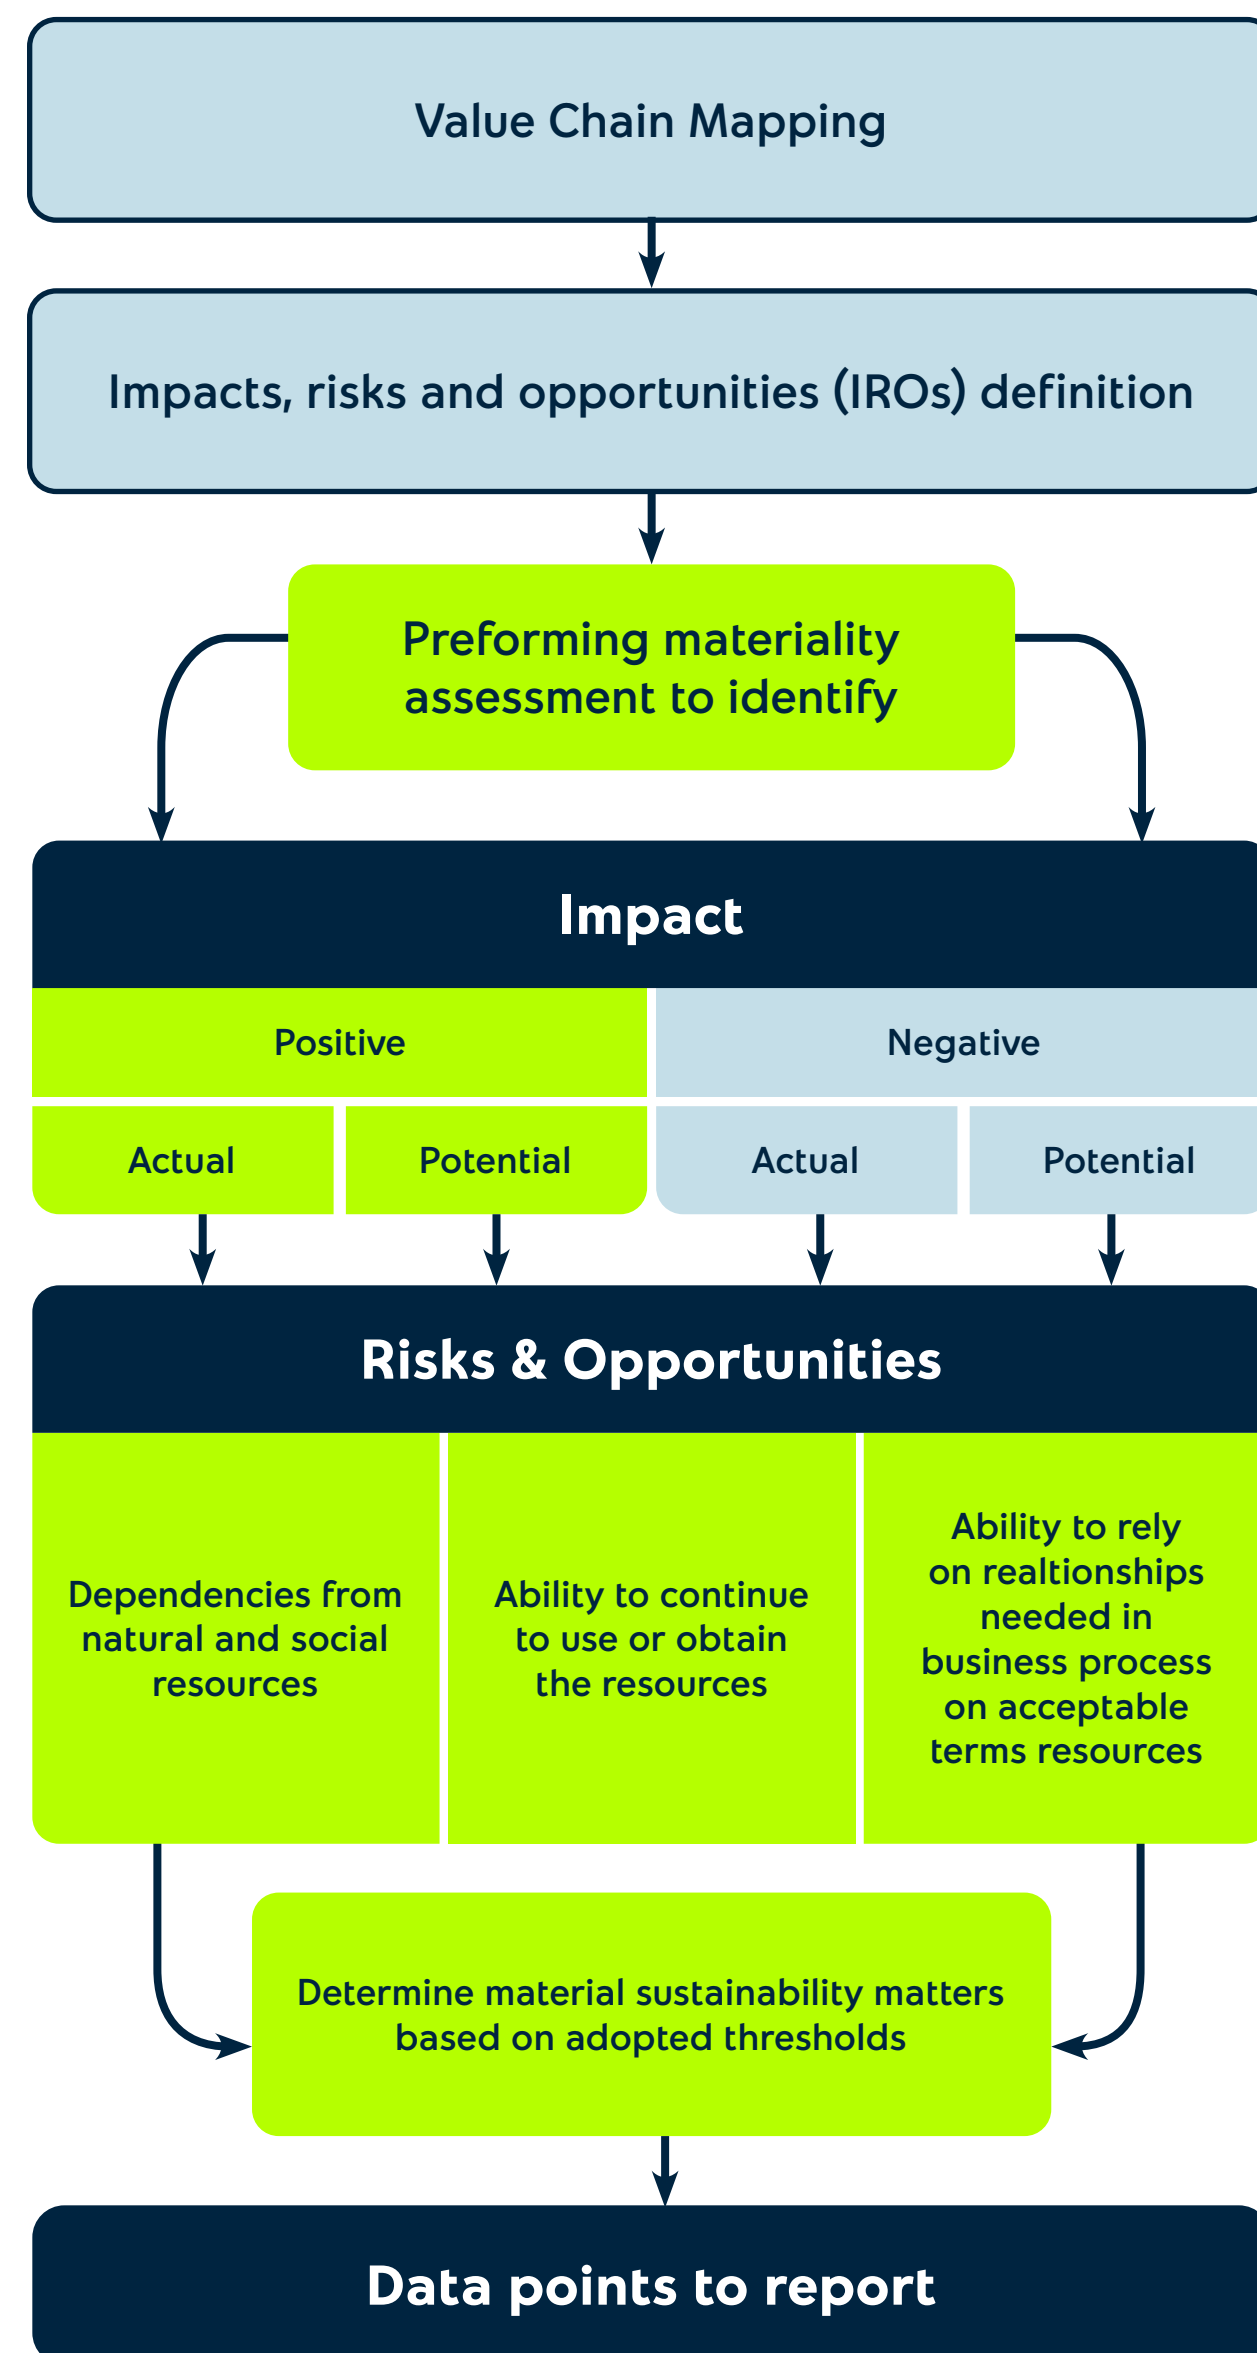 Value Chain Mapping
Impacts, risks and opportunities (IROs) definition
Preforming materiality
assessment to identify
Impact
Positive
Negative
Actual
Potential
Actual
Potential
Risks & Opportunities
Dependencies from
natural and social
resources
Ability to continue
to use or obtain
the resources
Ability to rely
on realtionships
needed in
business process
on acceptable
terms resources
Determine material sustainability matters
based on adopted thresholds
Data points to report